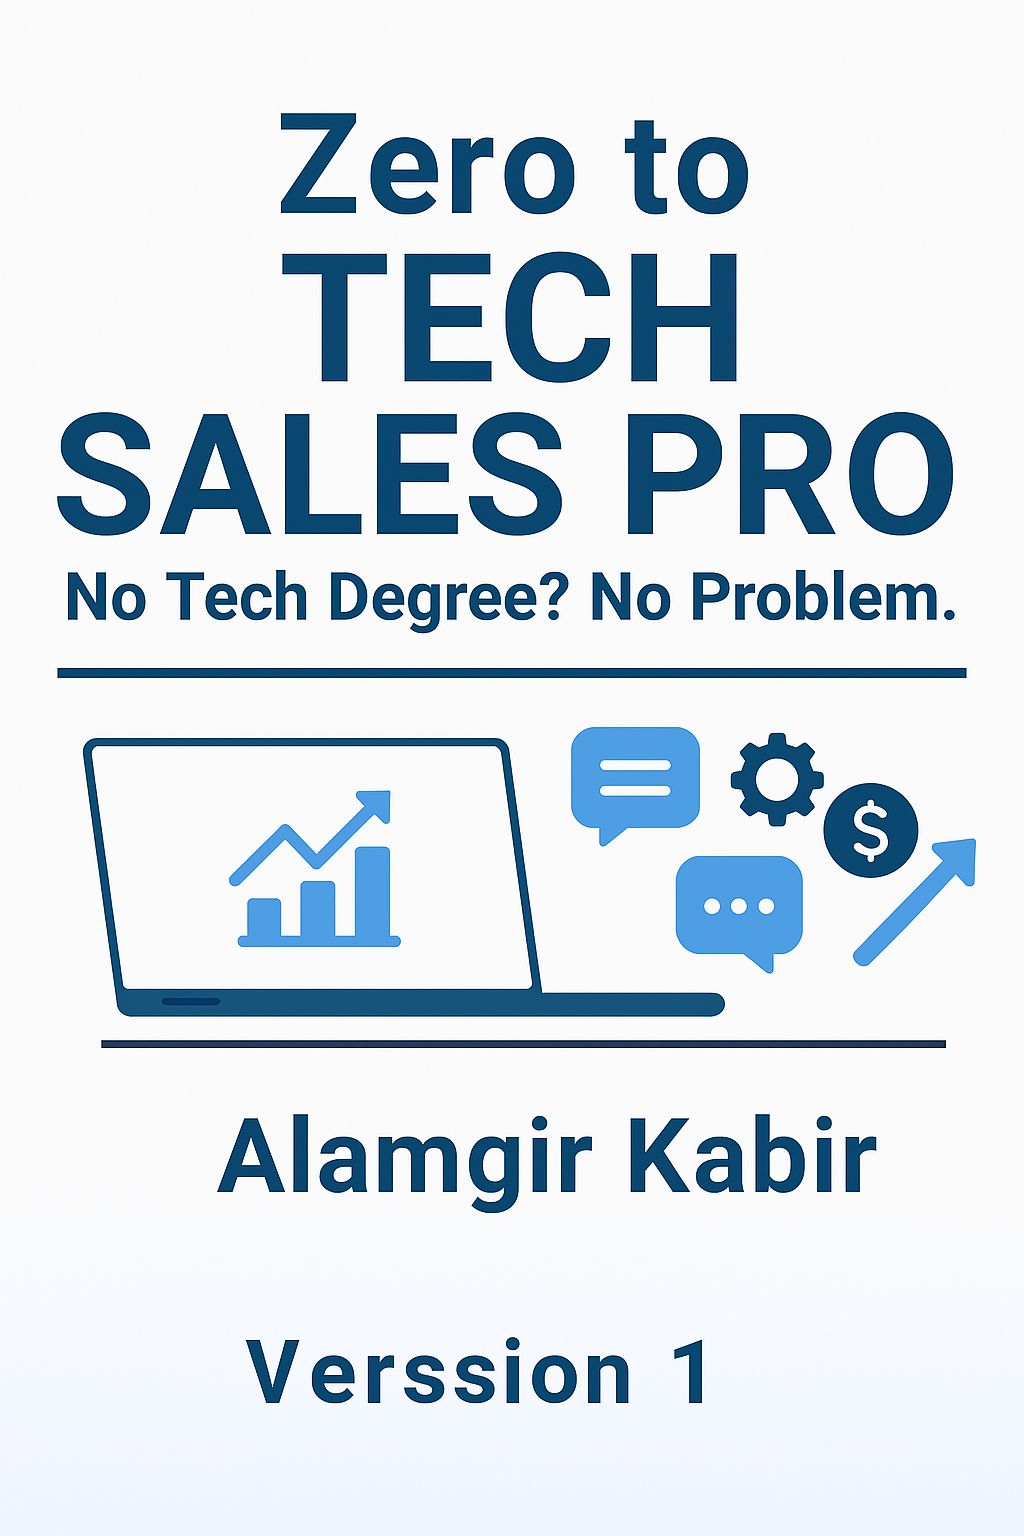 Zero to
TECH
SALES PRO
No Tech Degree? No Problem.
$
Alamgir Kabir
Verssion 1